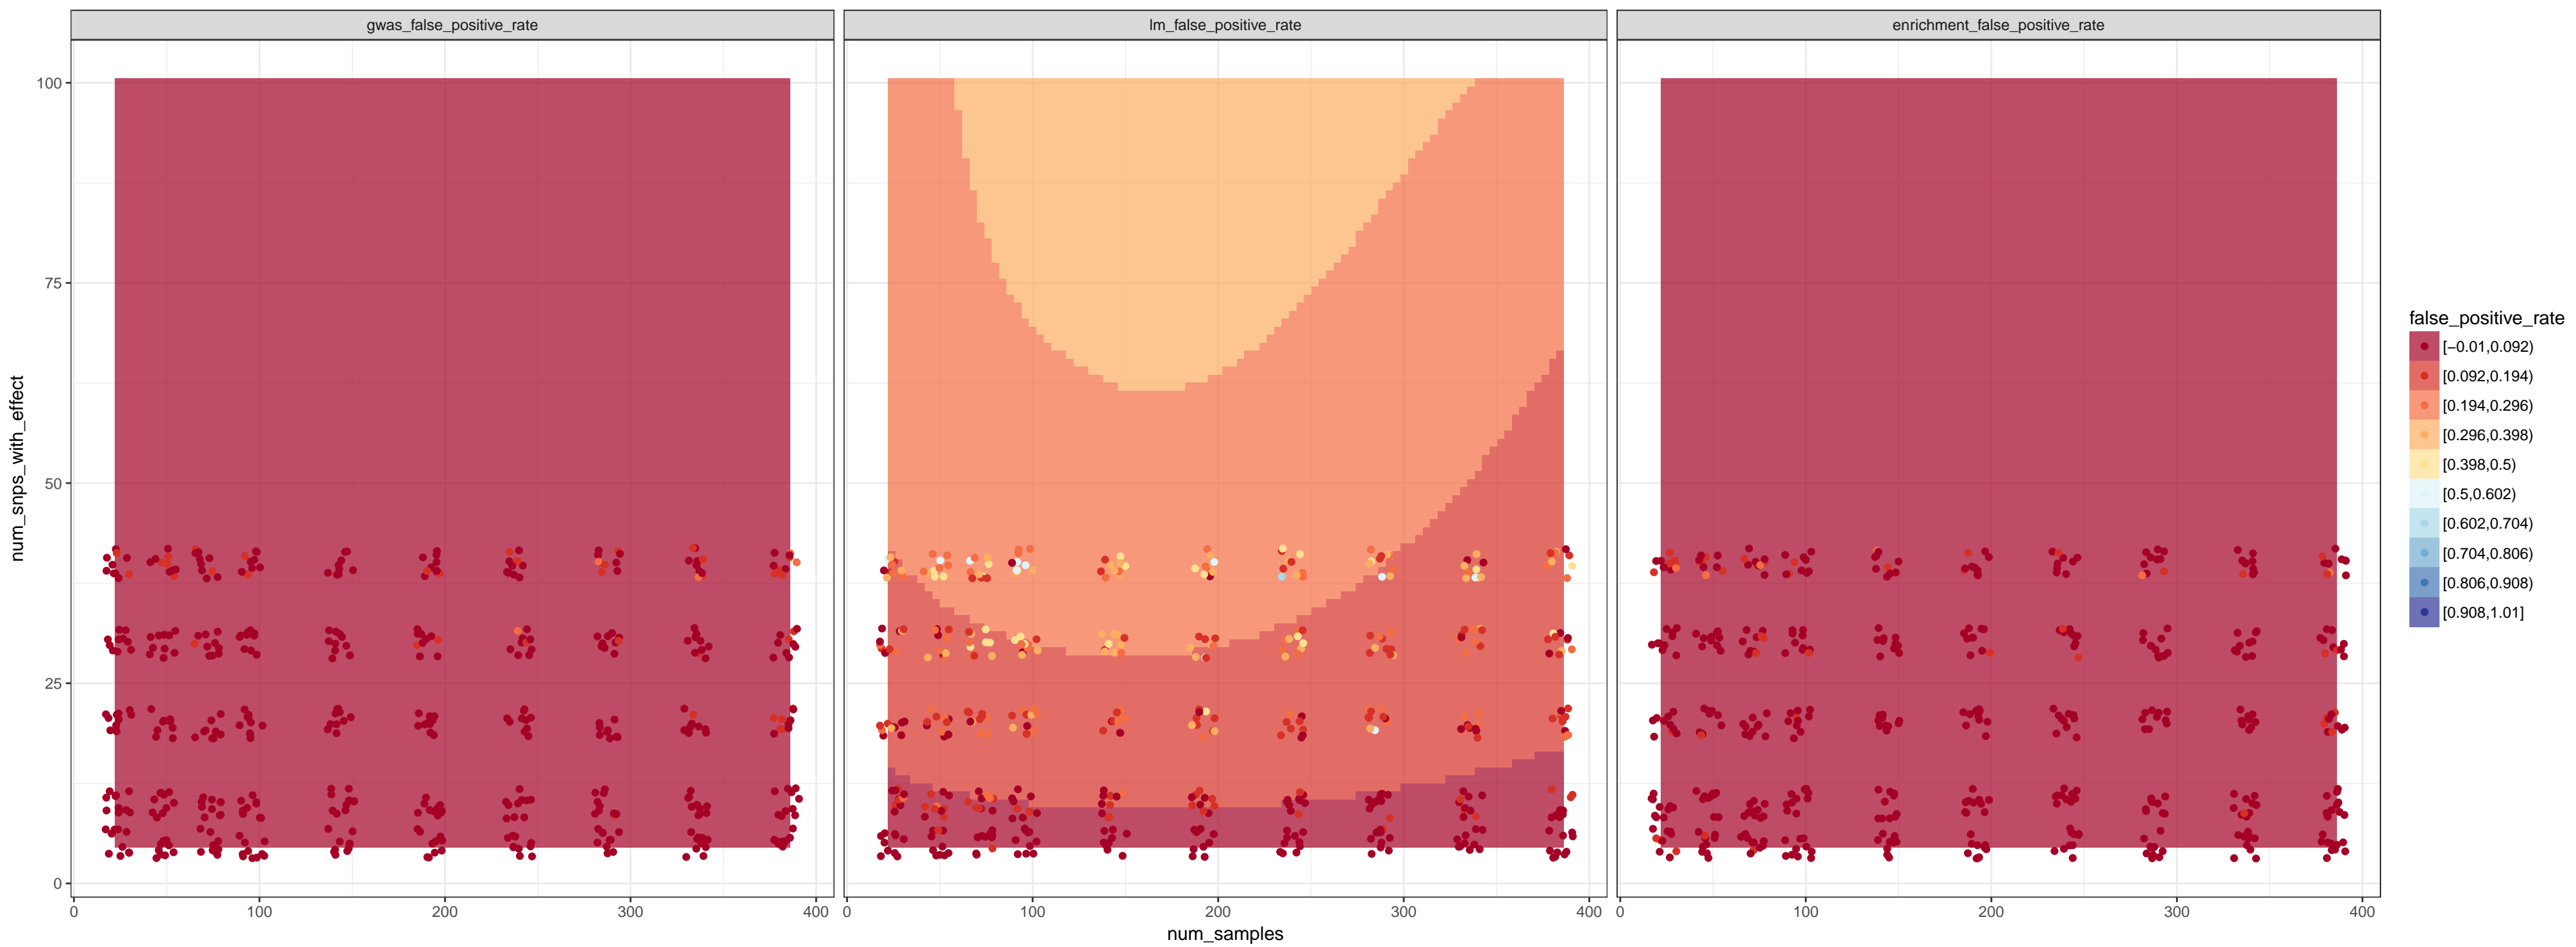 gwas_false_positive_rate
lm_false_positive_rate
enrichment_false_positive_rate
100
75
50
25
0
num_snps_with_effect
0 100 200 300 400
0 100 200 300 400
0 100 200 300 400
num_samples
false_positive_rate
[−0.01,0.092)
[0.092,0.194)
[0.194,0.296)
[0.296,0.398)
[0.398,0.5)
[0.5,0.602)
[0.602,0.704)
[0.704,0.806)
[0.806,0.908)
[0.908,1.01]